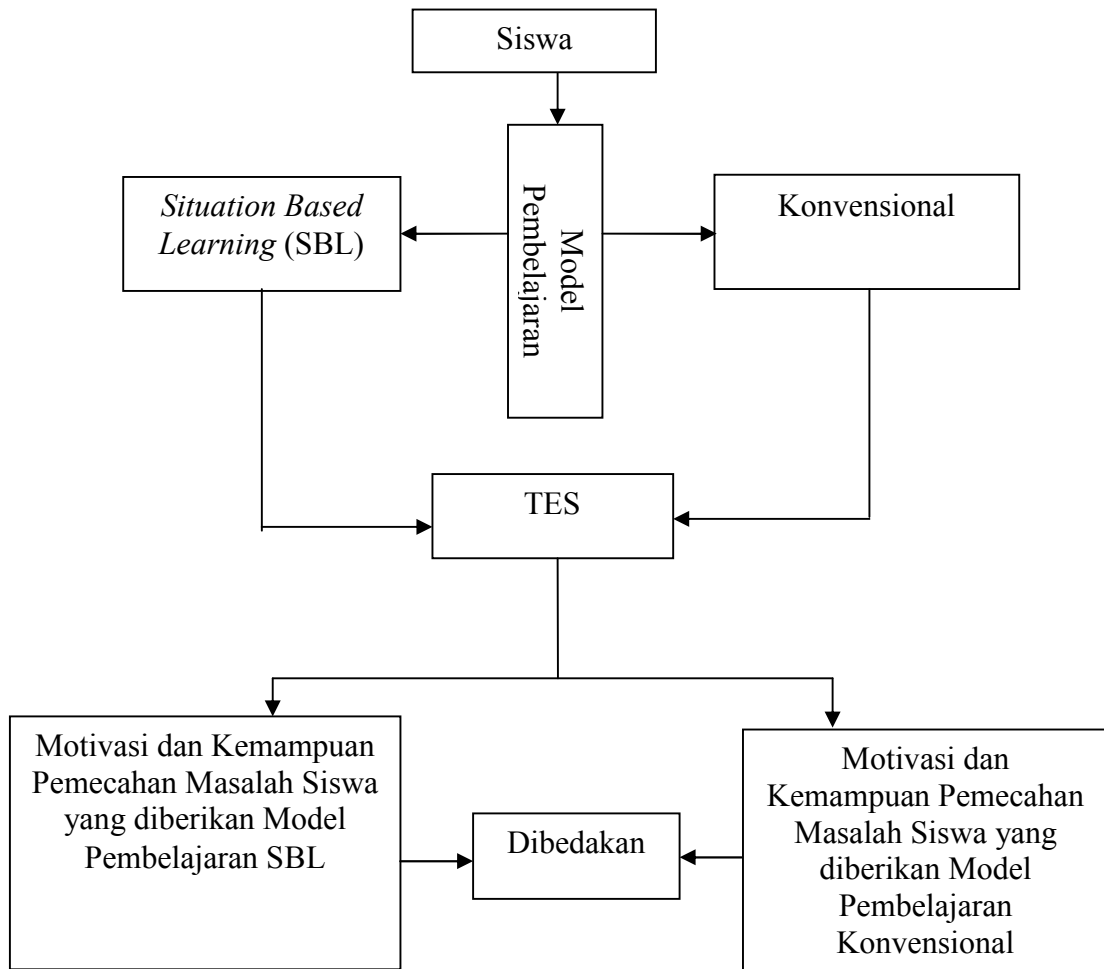 Siswa
Situation Based
Learning (SBL)
Model
Pembelajaran
Konvensional
TES
Motivasi dan Kemampuan
Pemecahan Masalah Siswa
yang diberikan Model
Pembelajaran SBL
Dibedakan
Motivasi dan
Kemampuan Pemecahan
Masalah Siswa yang
diberikan Model
Pembelajaran
Konvensional